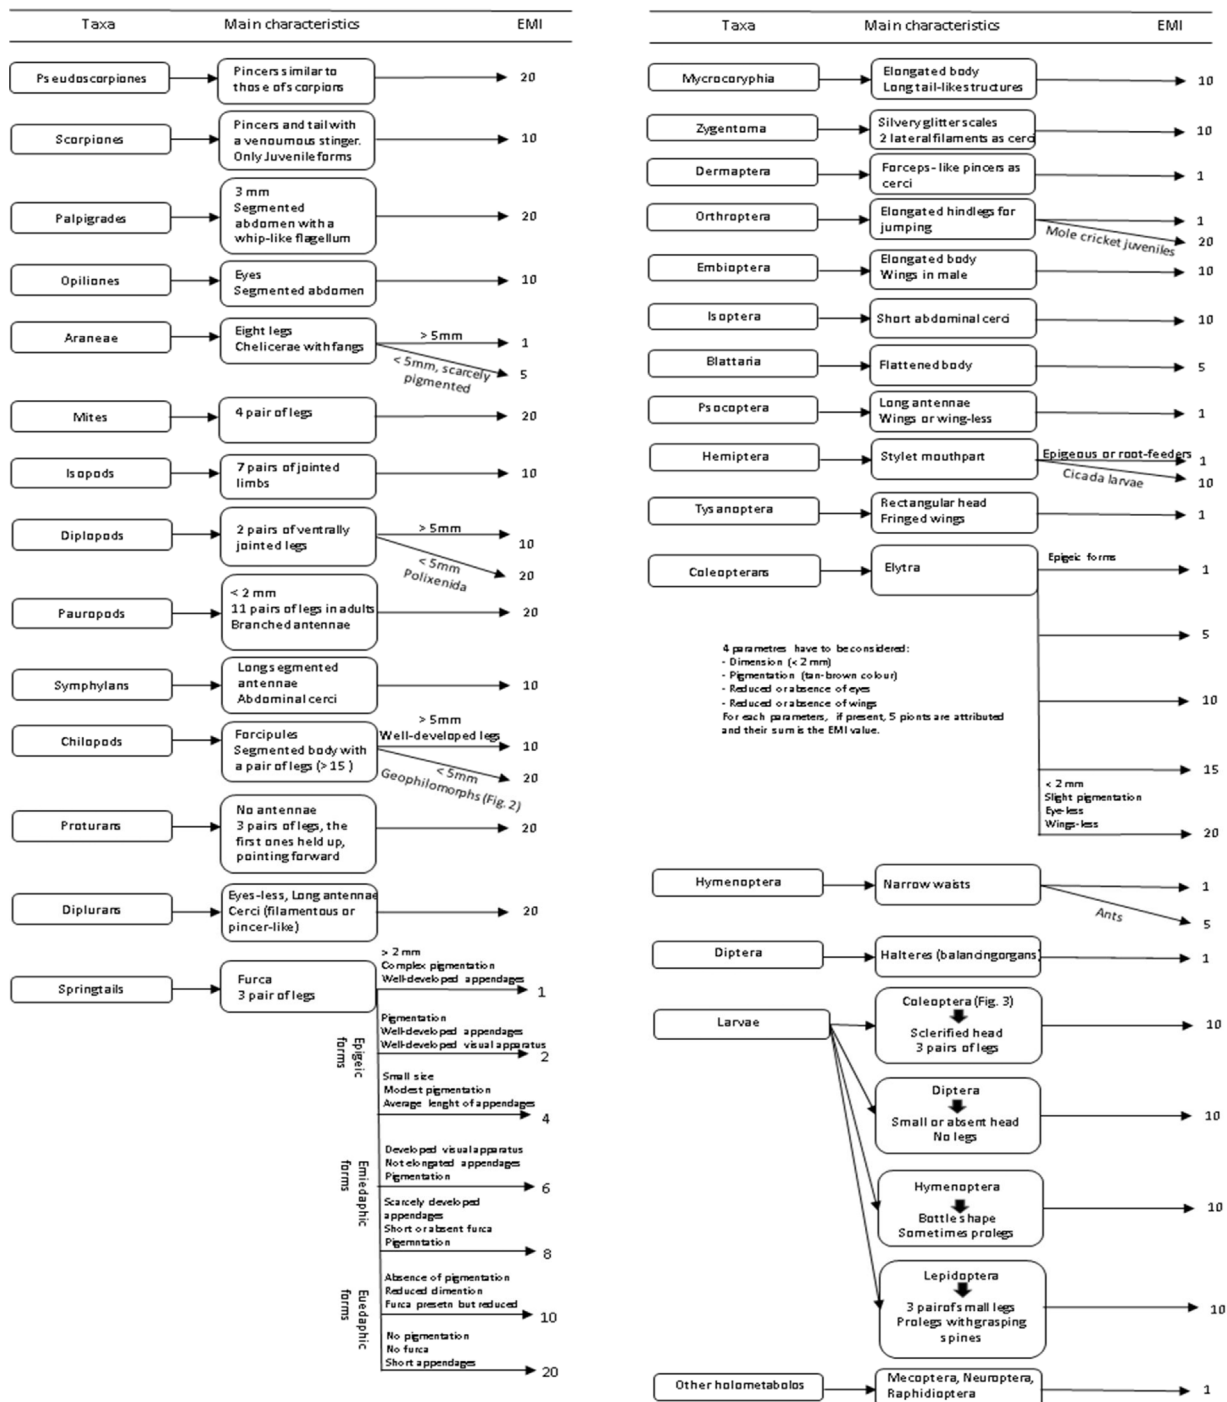 Taxa Main characteristics EMI
Pseudoscorpiones
Pincers similar to
those of scorpions
20
Scorpiones
Pincers and tail with
a venoumous stinger.
Only Juvenile forms
10
Palpigrades
3 mm
Segmented
abdomen with a
whip-like flagellum
20
Opiliones
Eyes
Segmented abdomen
10
Araneae
Eight legs
Chelicerae with fangs
> 5mm
1
< 5mm, scarcely
pigmented
5
Mites
4 pair of legs
20
Isopods
7 pairs of jointed
limbs
10
Diplopods
2 pairs of ventrally
jointed legs
> 5mm
10
< 5mm
Polixenida
20
Pauropods
< 2 mm
11 pairs of legs in adults
Branched antennae
20
Symphylans
Long segmented
antennae
Abdominal cerci
10
Chilopods
Forcipules
Segmented body with
a pair of legs (> 15 )
> 5mm
Well-developed legs
10
< 5mm
Geophilomorphs (Fig. 2)
20
Proturans
No antennae
3 pairs of legs, the
first ones held up,
pointing forward
20
Diplurans
Eyes-less, Long antennae
Cerci (filamentous or
pincer-like)
20
Springtails
Furca
3 pair of legs
> 2 mm
Complex pigmentation
Well-developed appendages
1
Epigeic
forms
Pigmentation
Well-developed appendages
Well-developed visual apparatus
2
Small size
Modest pigmentation
Average lenght of appendages
4
Emiedaphic
forms
Developed visual apparatus
Not elongated appendages
Pigmentation
6
Scarcely developed
appendages
Short or absent furca
Pigemntation
8
Euedaphic
forms
Absence of pigmentation
Reduced dimention
Furca presetn but reduced
10
No pigmentation
No furca
Short appendages
20
Taxa Main characteristics EMI
Mycrocoryphia
Elongated body
Long tail-like structures
10
Zygentoma
Silvery glitter scales
2 lateral filaments as cerci
10
Dermaptera
Forceps- like pincers as
cerci
1
Orthroptera
Elongated hindlegs for
jumping
1
Mole cricket juveniles
20
Embioptera
Elongated body
Wings in male
10
Isoptera
Short abdominal cerci
10
Blattaria
Flattened body
5
Psocoptera
Long antennae
Wings or wing-less
1
Hemiptera
Stylet mouthpart
Epigeous or root-feeders
1
Cicada larvae
10
Tysanoptera
Rectangular head
Fringed wings
1
Coleopterans
Elytra
Epigeic forms
1
5
4 parametres have to be considered:
- Dimension (< 2 mm)
- Pigmentation (tan-brown colour)
- Reduced or absence of eyes
- Reduced or absence of wings
For each parameters, if present, 5 pionts are attributed
and their sum is the EMI value.
10
15
< 2 mm
Slight pigmentation
Eye-less
Wings-less
20
Hymenoptera
Narrow waists
1
Ants
5
Diptera
Halteres (balancing organs)
1
Larvae
Coleoptera (Fig. 3)
Sclerified head
3 pairs of legs
10
Diptera
Small or absent head
No legs
10
Hymenoptera
Bottle shape
Sometimes prolegs
10
Lepidoptera
3 pair of small legs
Prolegs with grasping
spines
10
Other holometabolos
Mecoptera, Neuroptera,
Raphidioptera
1